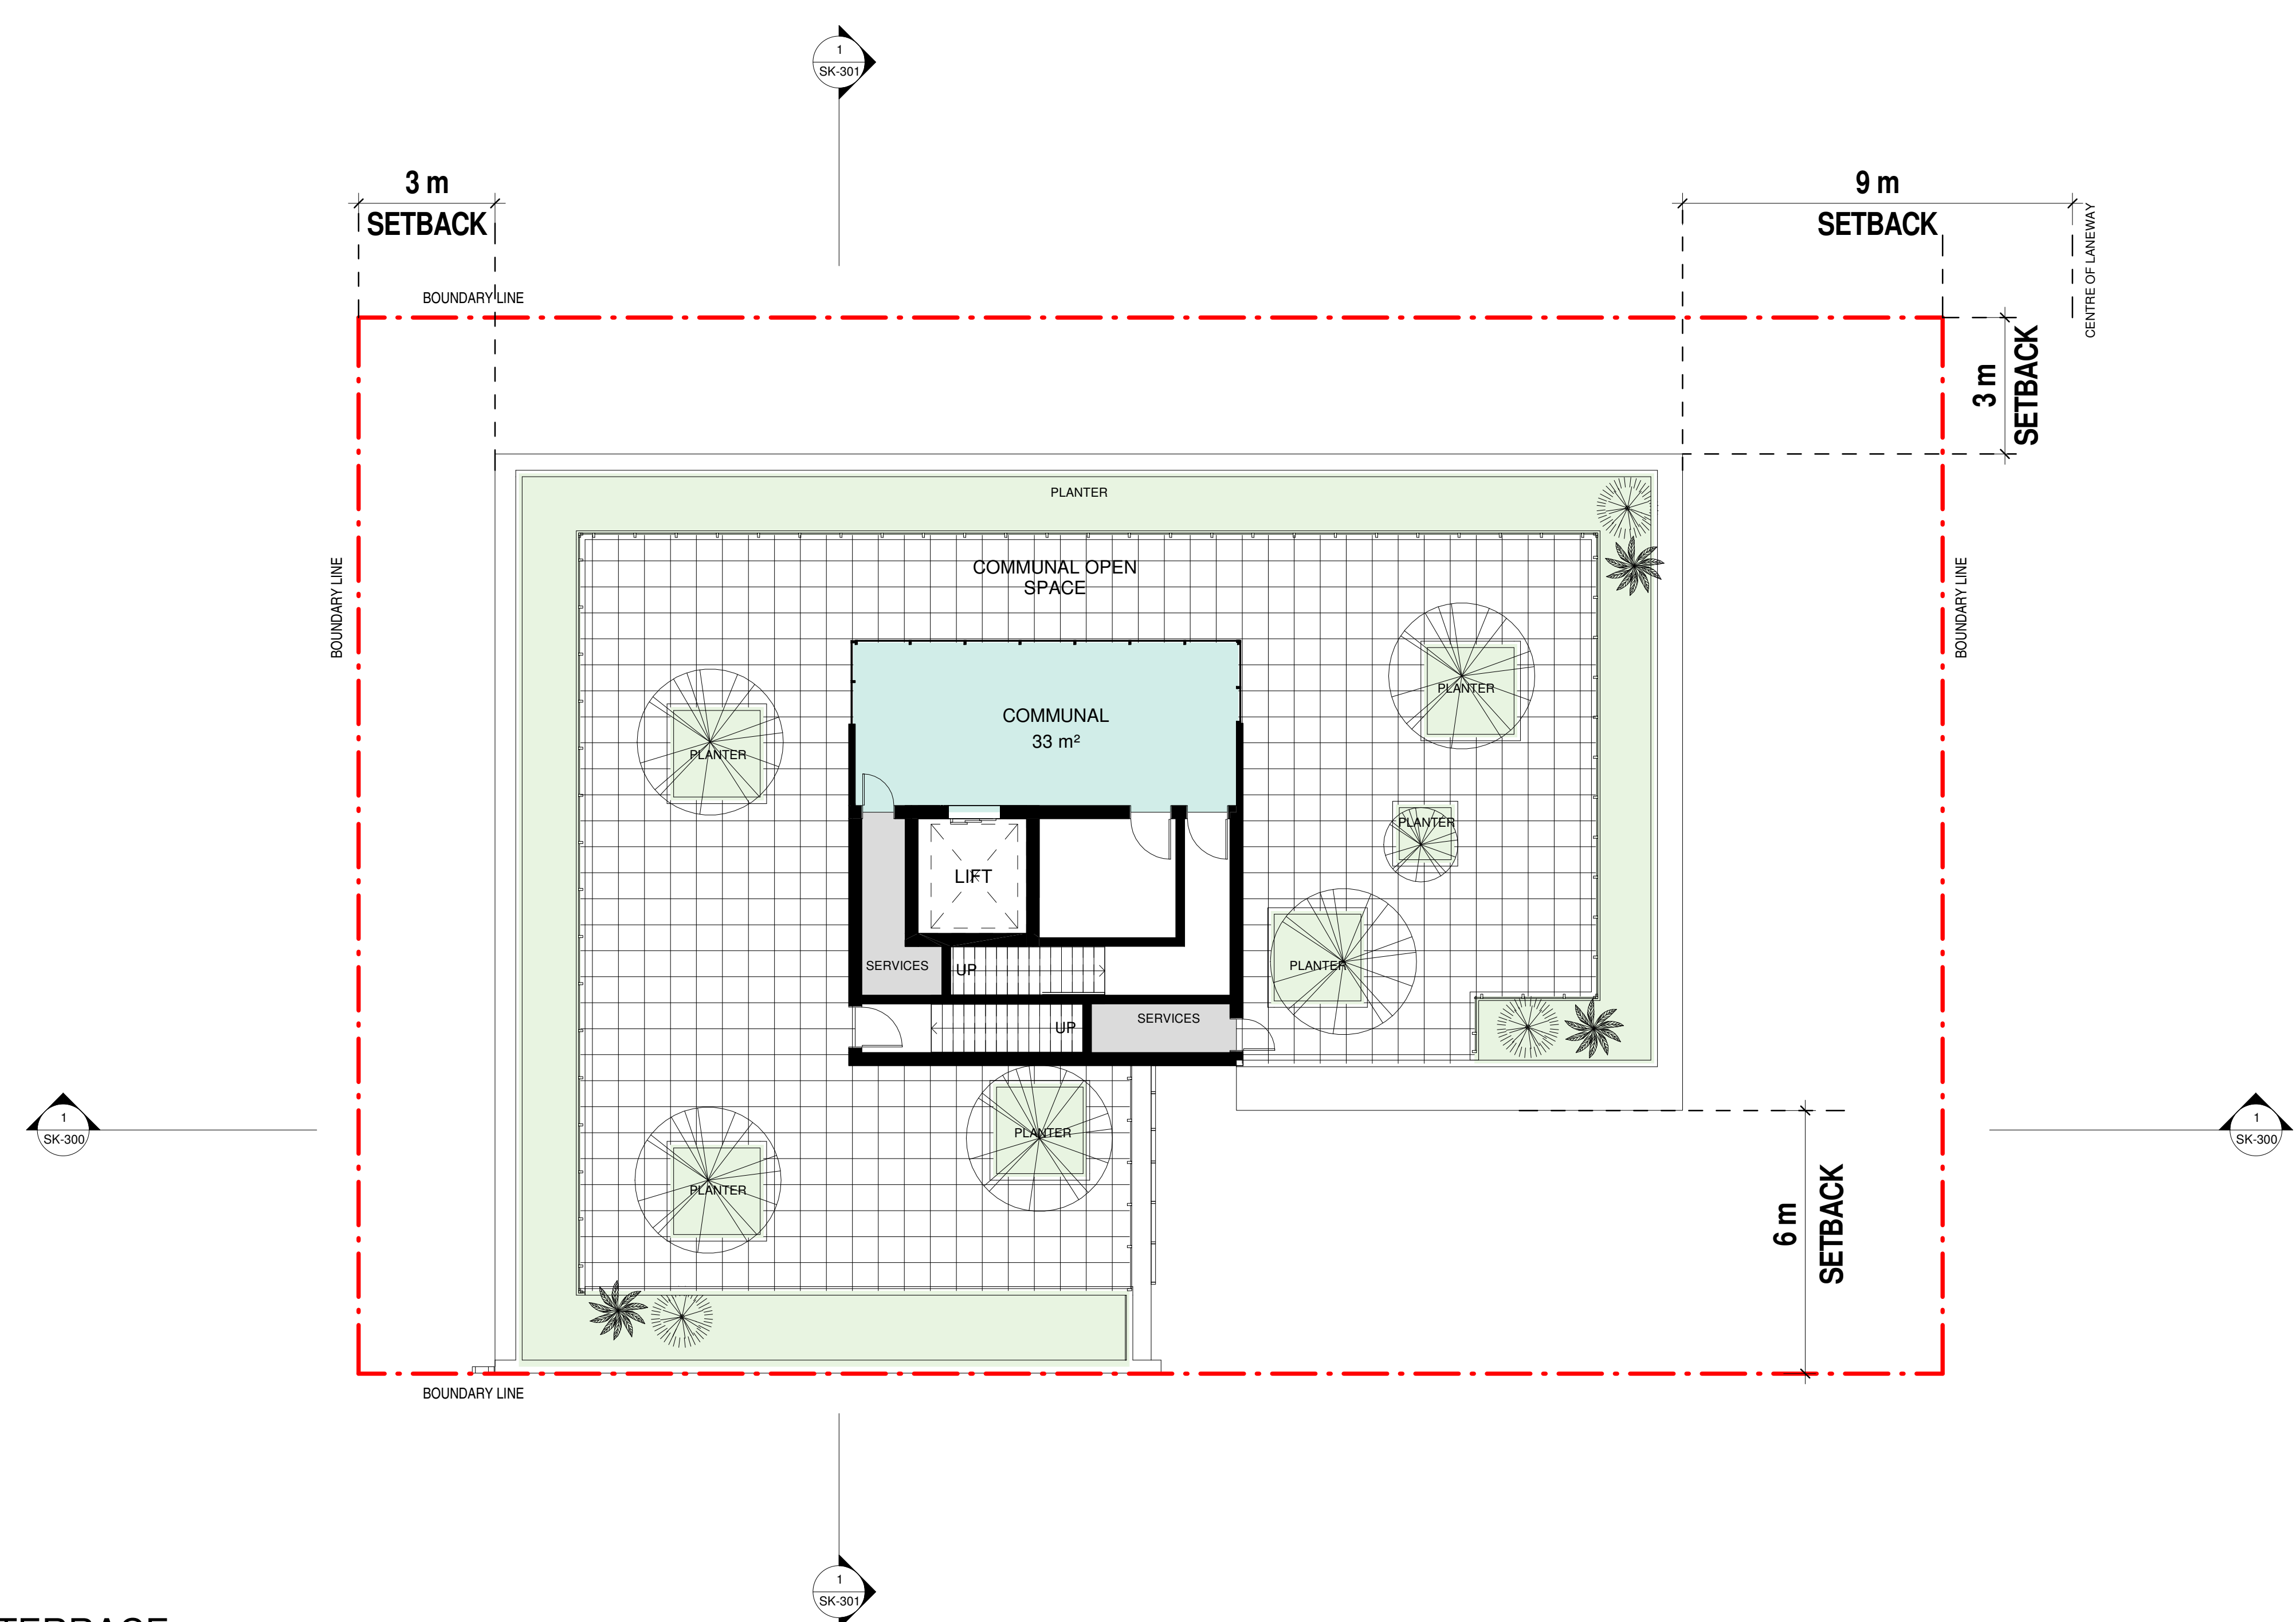 1
SK-301
3 m
SETBACK
9 m
SETBACK
CENTRE OF LANEWAY
BOUNDARY LINE
3 m
SETBACK
PLANTER
COMMUNAL OPEN
SPACE
BOUNDARY LINE
BOUNDARY LINE
PLANTER
COMMUNAL
33 m²
PLANTER
PLANTER
LIFT
SERVICES
UP
PLANTER
SERVICES
UP
1
SK-300
PLANTER
1
SK-300
PLANTER
6 m
SETBACK
BOUNDARY LINE
1
SK-301